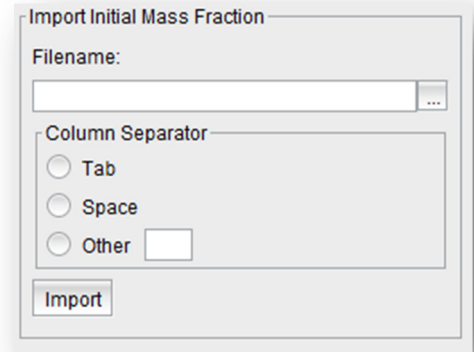 Import Initial Mass Fraction
Filename:
...
Column Separator
Tab
Space
Other
Import